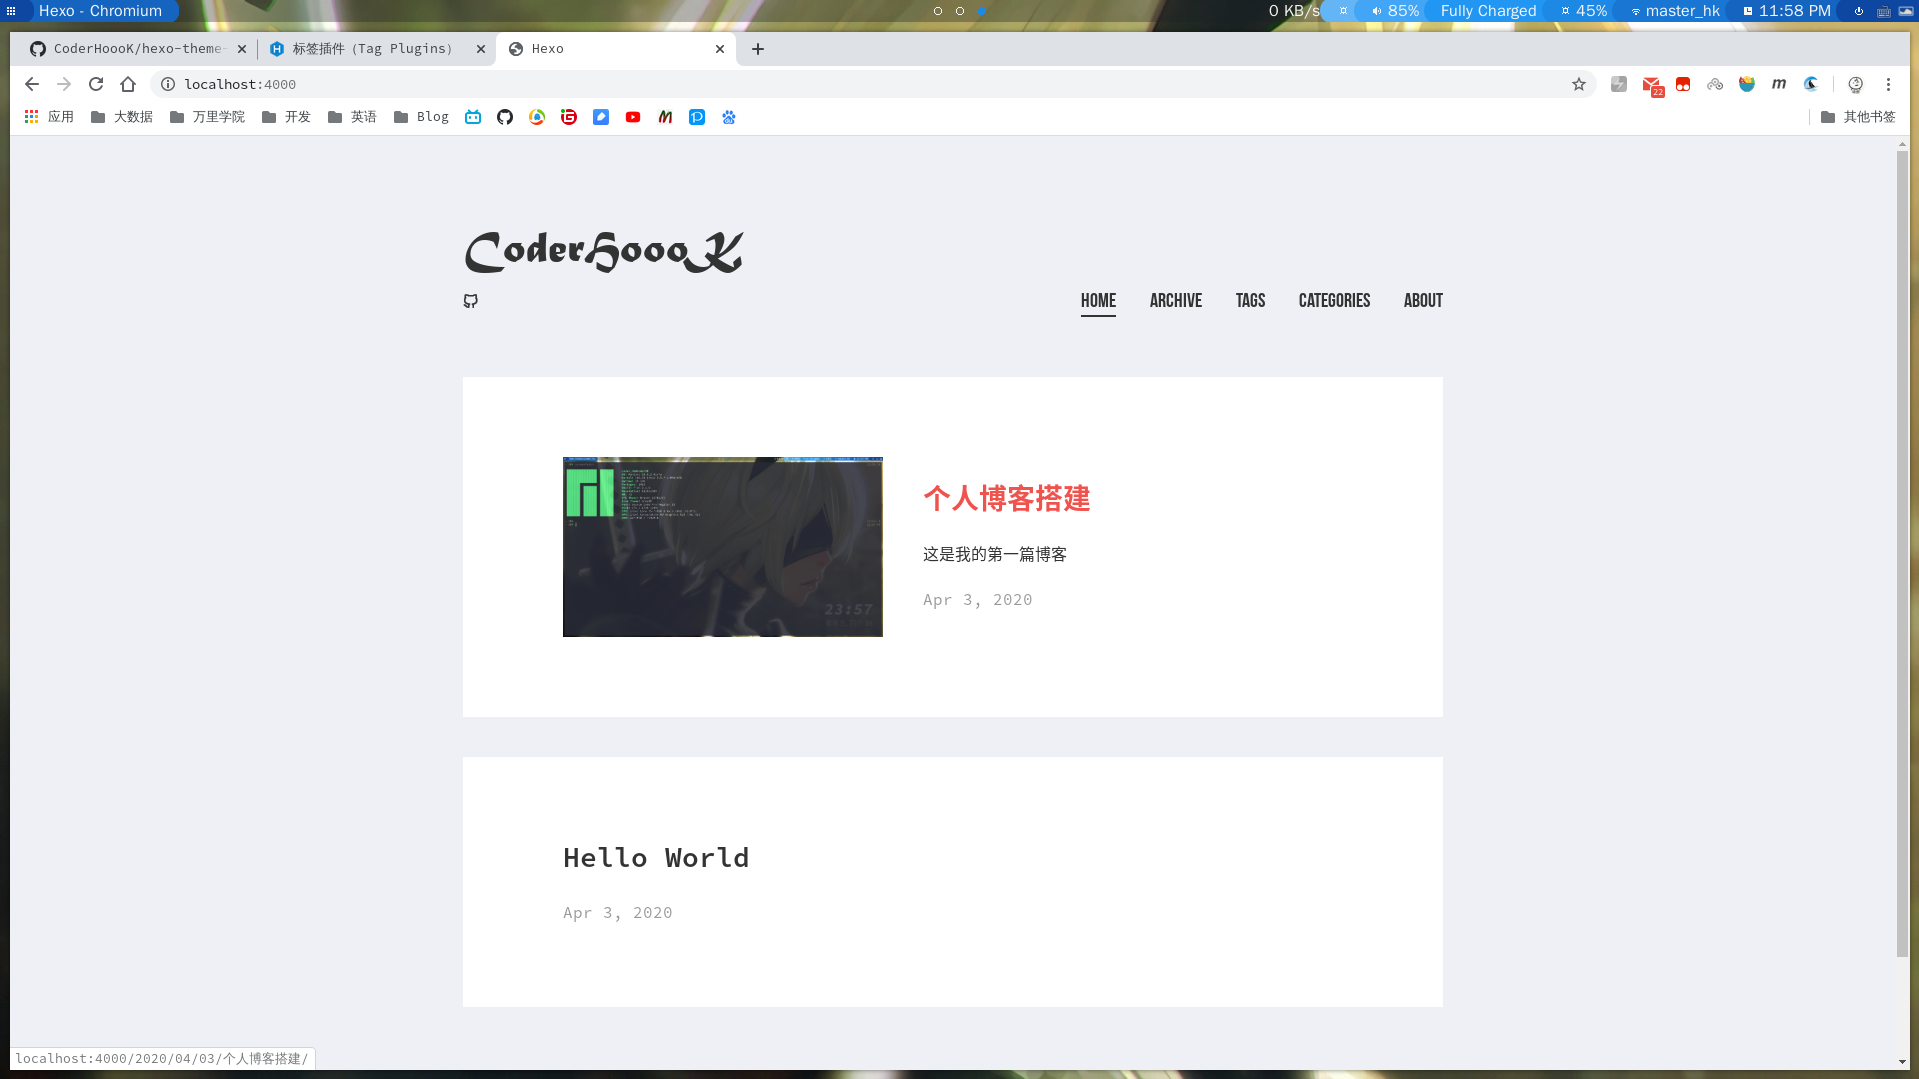 Hexo - Chromium
0 KB/s 85% Fully Charged 45% master_hk 11:58 PM
CoderHoooK/hexo-theme-
标签插件（Tag Plugins）
Hexo
localhost:4000
22
应用 大数据 万里学院 开发 英语 Blog 其他书签
CoderHoooK
HOME ARCHIVE TAGS CATEGORIES ABOUT
23:57
个人博客搭建
这是我的第一篇博客
Apr 3, 2020
Hello World
Apr 3, 2020
localhost:4000/2020/04/03/个人博客搭建/